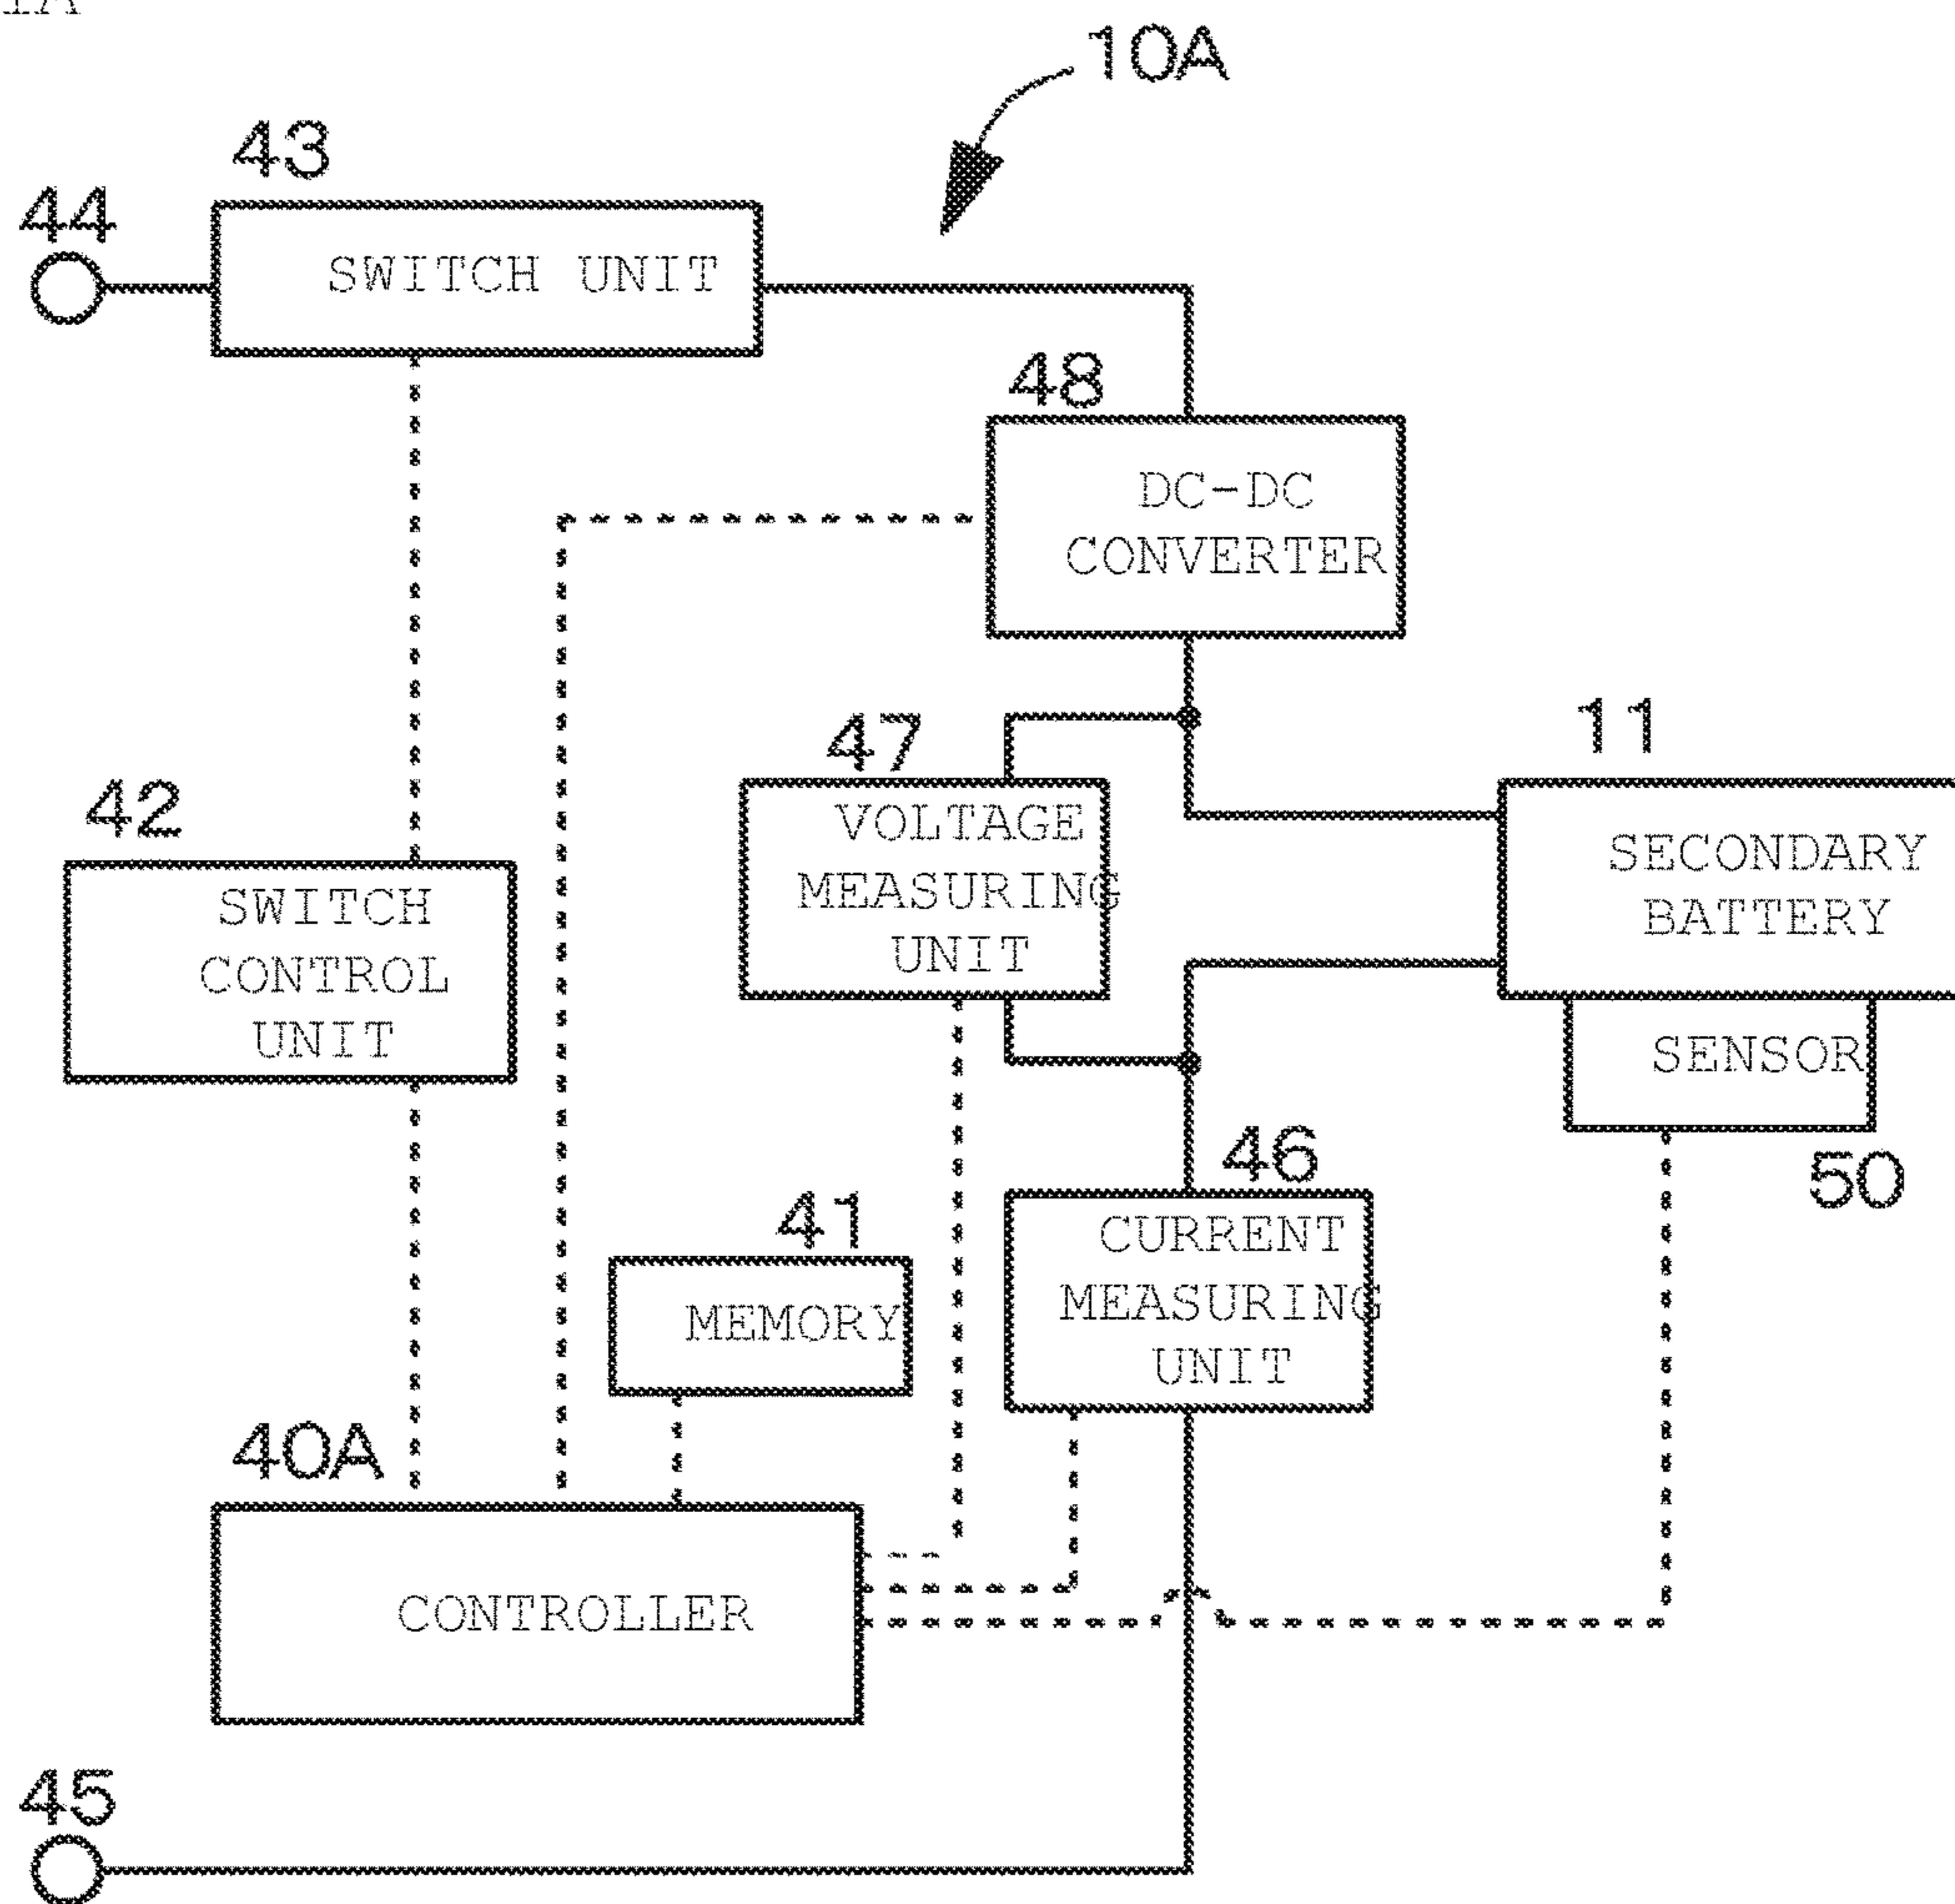 1A
10A
43
44
SWITCH UNIT
48
DC-DC
CONVERTER
47
11
VOLTAGE
MEASURING
UNIT
SECONDARY
BATTERY
42
SWITCH
CONTROL
UNIT
SENSOR
50
46
CURRENT
MEASURING
UNIT
41
MEMORY
40A
CONTROLLER
45